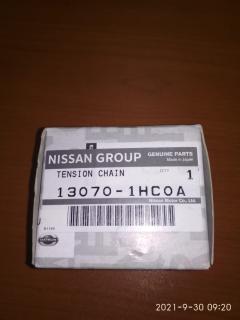 NISSAN GROUP
GENUINE PARTS
Made in Japan
TENSION CHAIN
QTY 1
13070-1HC0A
Nissan Motor Co., Ltd.
2021-9-30 09:20